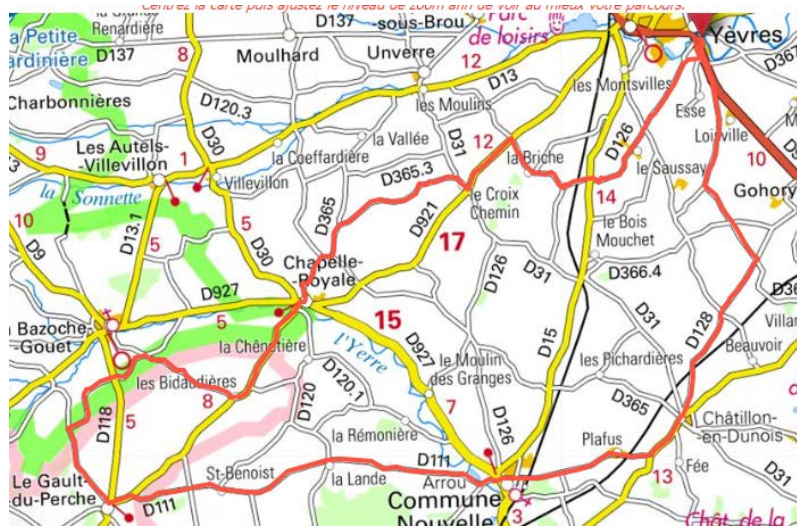 Centrez la carte puis ajustez le niveau de zoom afin de voir au mieux votre parcours.
Renardière
D137
-sous-Brou
Parc
de loisirs
La Petite
ardinière
D137
8
Moulhard
Unverre
12
D13
Yèvres
D367
Charbonnières
D120.3
les Moulins
les Montsvilles
Esse
D30
la Vallée
D31
12
D126
Loisville
Les Autels-
-Villevillon
la Coeffardière
la Briche
le Saussay
10
9
1
Villevillon
D365.3
le Croix
Chemin
14
Gohory
la Sonnette
D365
D921
10
D13.1
5
5
17
le Bois
Mouchet
D9
D30
D126
D31
D366.4
Chapelle-
-Royale
D927
D36
Bazoche-
-Gouet
5
15
D31
D128
Villar
la Chênetière
l'Yerre
D927
D15
Beauvoir
les Bidaudières
le Moulin
des Granges
les Pichardières
D120
D120.1
D118
8
5
7
D365
la Rémonière
D126
Plafus
Châtillon-
-en-Dunois
Le Gault-
-du-Perche
St-Benoist
la Lande
D111
Arrou
13
Fée
D31
D111
Commune
Nouvelle
3
Chât. de la